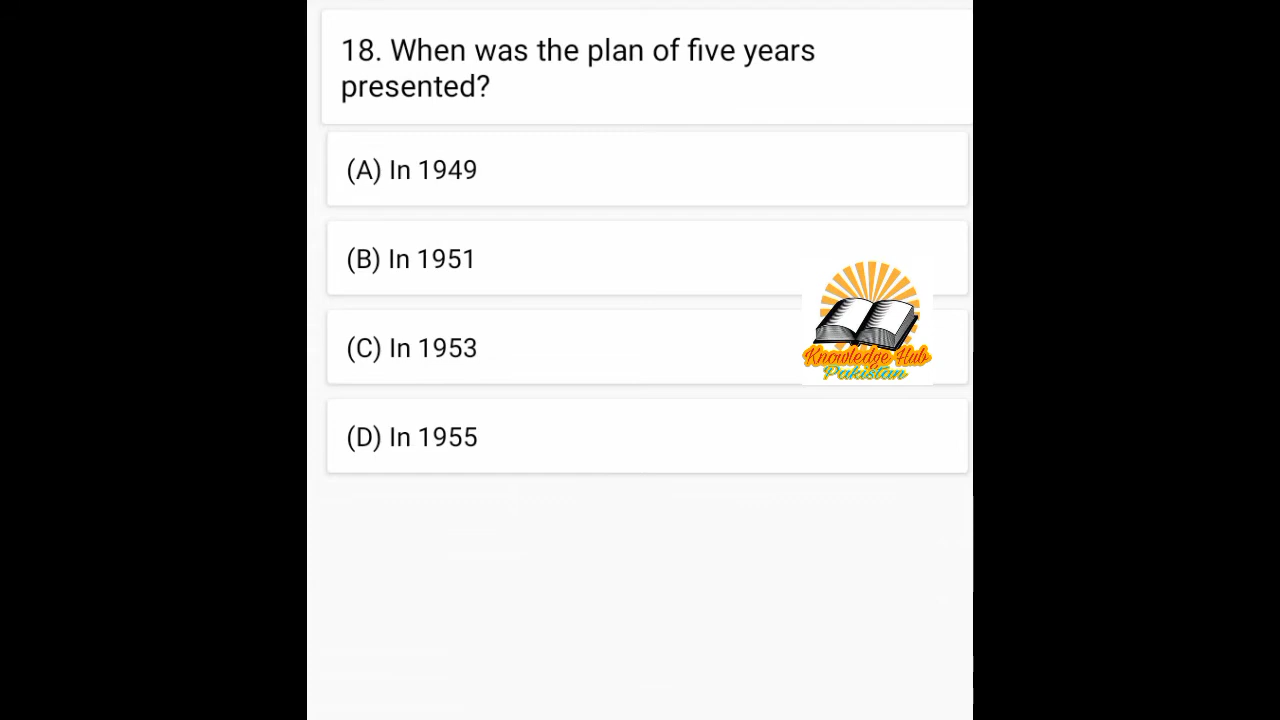 18. When was the plan of five years
presented?
(A) In 1949
(B) In 1951
(C) In 1953
(D) In 1955
Knowledge Hub
Pakistan